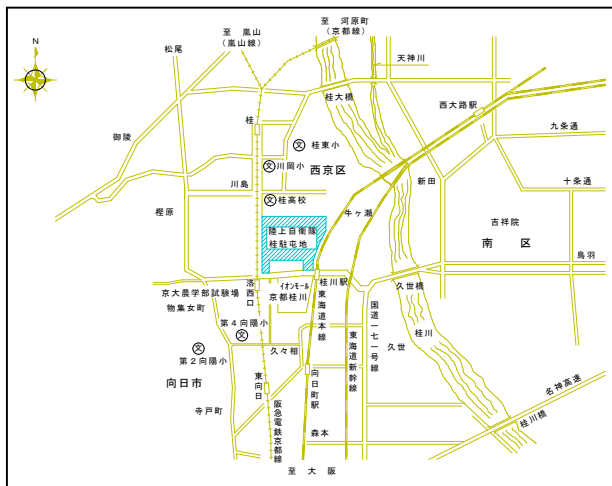 N
至 嵐山
(嵐山線)
至 河原町
(京都線)
松尾
天神川
桂大橋
西大路駅
御陵
桂
九条通
文
桂東小
文
川岡小
西京区
新田
川島
十条通
文
桂高校
樫原
牛ヶ瀬
吉祥院
陸上自衛隊
桂駐屯地
南 区
鳥羽
京大農学部試験場
洛西口
イオンモール
京都桂川
桂川駅
久世橋
物集女町
東海道本線
国道一七一号線
桂川
第4向陽小
文
久々相
東海道新幹線
久世
文
第2向陽小
向日市
東向日
向日町駅
名神高速
寺戸町
阪急電鉄京都線
森本
桂川橋
至 大 阪